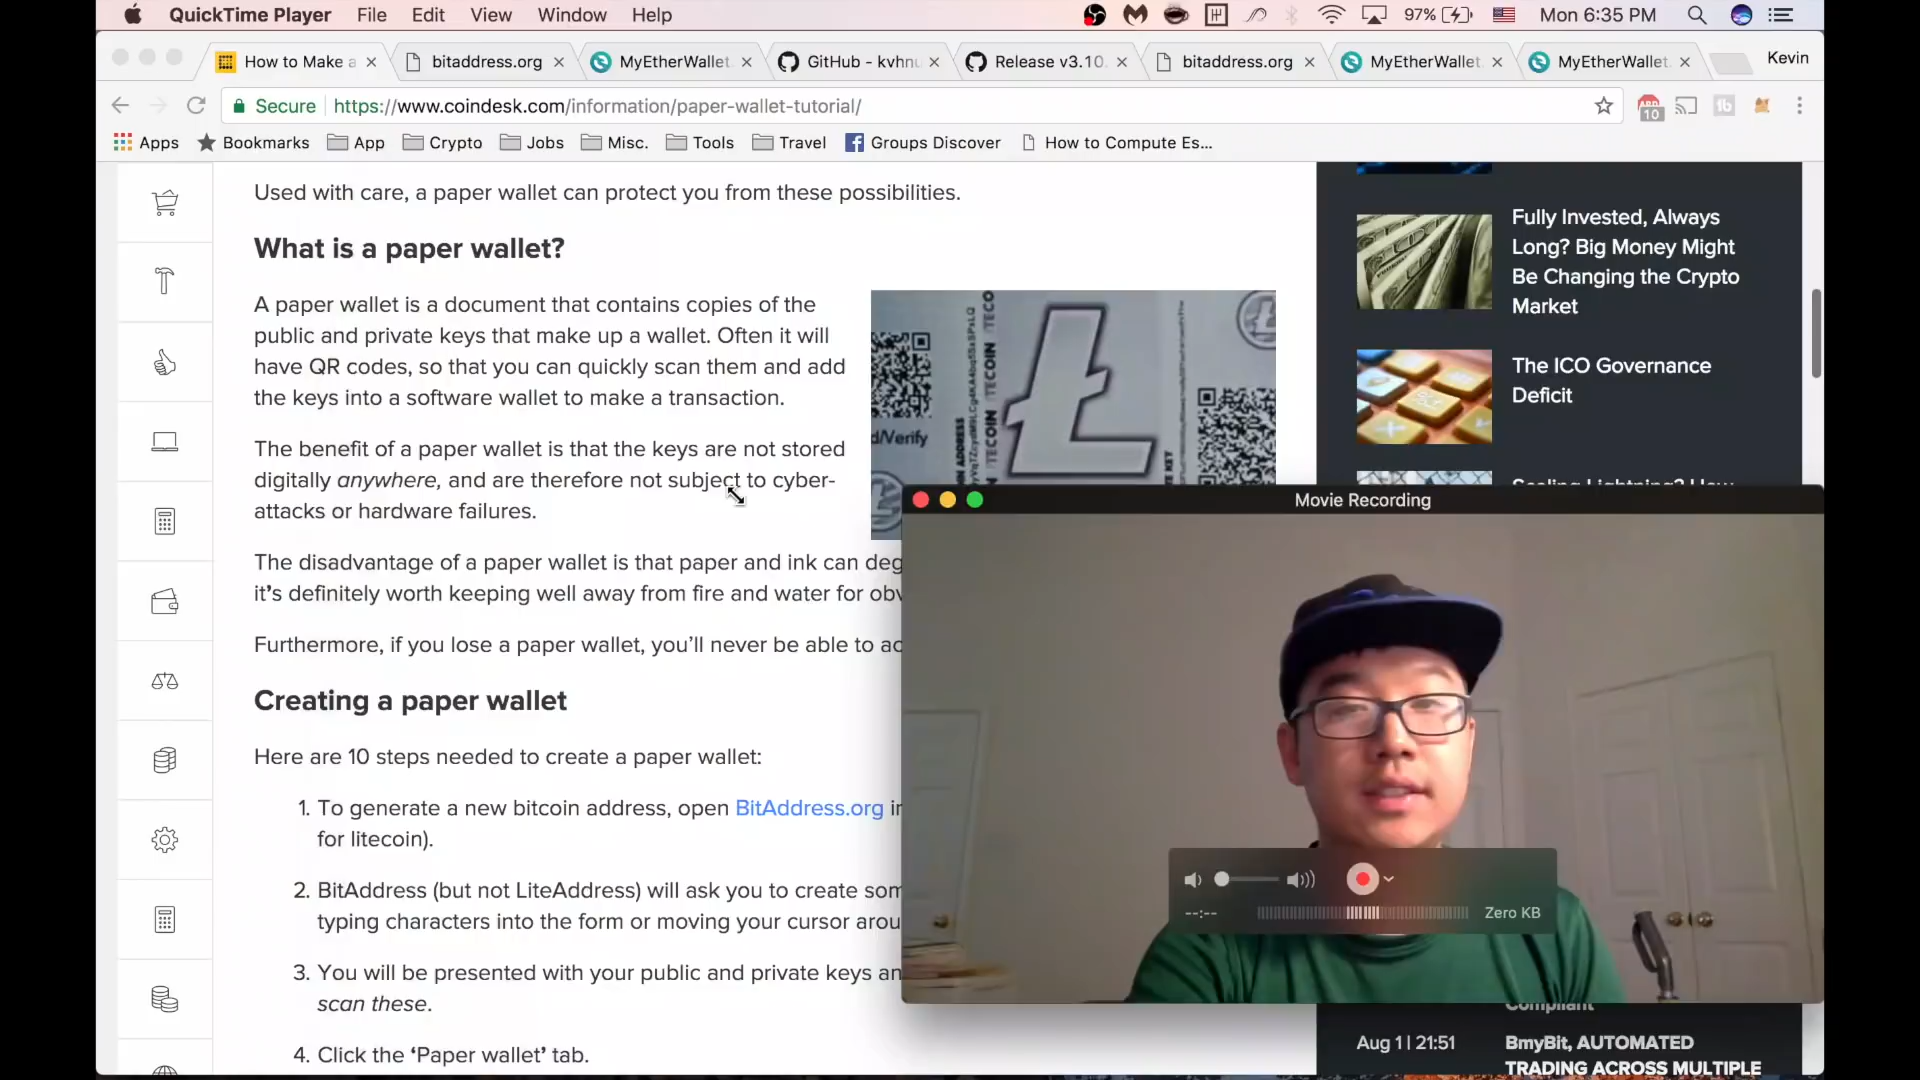 QuickTime Player File Edit View Window Help 97% Mon 6:35 PM
How to Make a bitaddress.org MyEtherWallet. GitHub - kvhnu Release v3.10. bitaddress.org MyEtherWallet. MyEtherWallet. Kevin
Secure https://www.coindesk.com/information/paper-wallet-tutorial/ 10
Apps Bookmarks App Crypto Jobs Misc. Tools Travel Groups Discover How to Compute Es...
Used with care, a paper wallet can protect you from these possibilities.
What is a paper wallet?
A paper wallet is a document that contains copies of the
public and private keys that make up a wallet. Often it will
have QR codes, so that you can quickly scan them and add
the keys into a software wallet to make a transaction.
The benefit of a paper wallet is that the keys are not stored
digitally anywhere, and are therefore not subject to cyber-
attacks or hardware failures.
The disadvantage of a paper wallet is that paper and ink can deg
it's definitely worth keeping well away from fire and water for obv
Furthermore, if you lose a paper wallet, you'll never be able to ac
Creating a paper wallet
Here are 10 steps needed to create a paper wallet:
1. To generate a new bitcoin address, open BitAddress.org in
for litecoin).
2. BitAddress (but not LiteAddress) will ask you to create som
typing characters into the form or moving your cursor arou
3. You will be presented with your public and private keys an
scan these.
4. Click the 'Paper wallet' tab.
d/Verify
Fully Invested, Always
Long? Big Money Might
Be Changing the Crypto
Market
The ICO Governance
Deficit
Scaling Lightning? How
Movie Recording
--:-- Zero KB
Compliant
Aug 1 | 21:51 BmyBit, AUTOMATED
TRADING ACROSS MULTIPLE